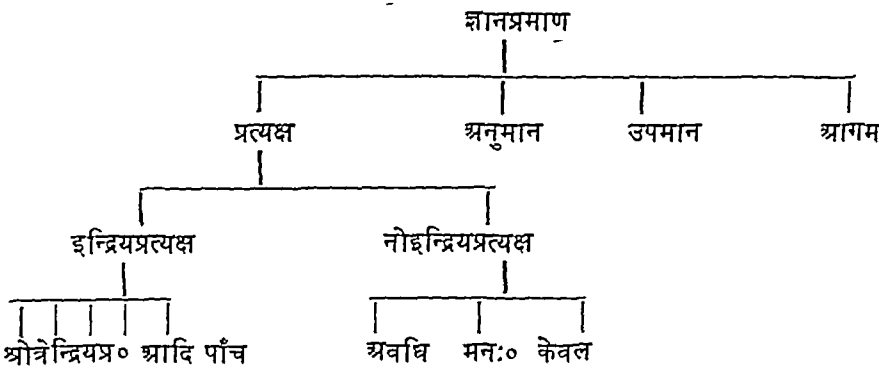 ज्ञानप्रमाण
प्रत्यक्ष अनुमान उपमान आगम
इन्द्रियप्रत्यक्ष नोइन्द्रियप्रत्यक्ष
श्रोत्रेन्द्रियप्र० आदि पाँच अवधि मनः० केवल